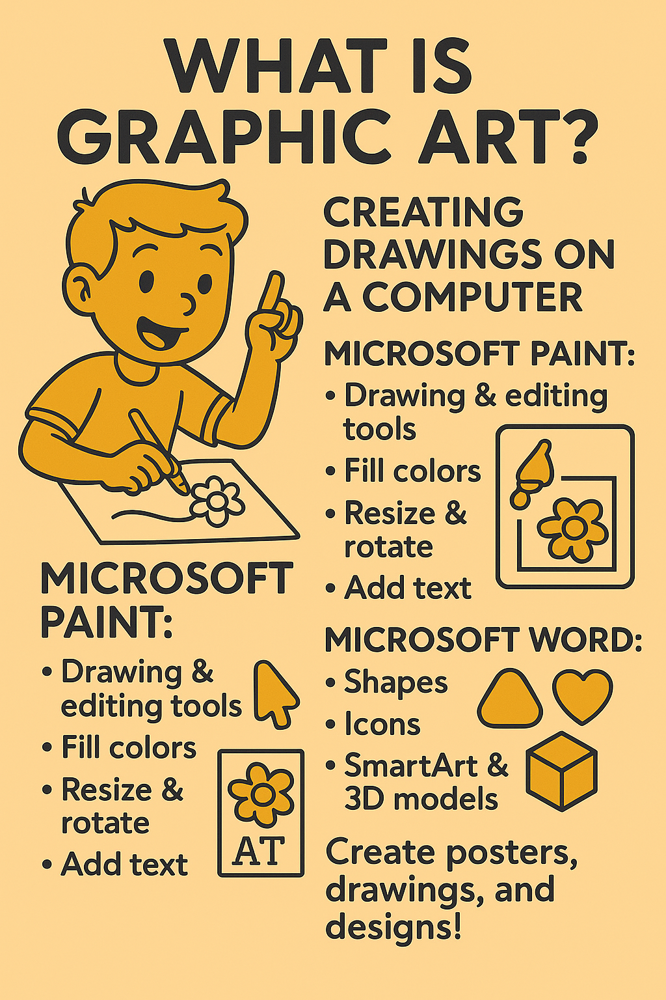 WHAT IS
GRAPHIC ART?
CREATING
DRAWINGS ON
A COMPUTER
MICROSOFT PAINT:
• Drawing & editing
tools
• Fill colors
• Resize &
rotate
• Add text
MICROSOFT
PAINT:
• Drawing &
editing tools
• Fill colors
• Resize &
rotate
• Add text
AT
MICROSOFT WORD:
• Shapes
• Icons
• SmartArt &
3D models
Create posters,
drawings, and
designs!